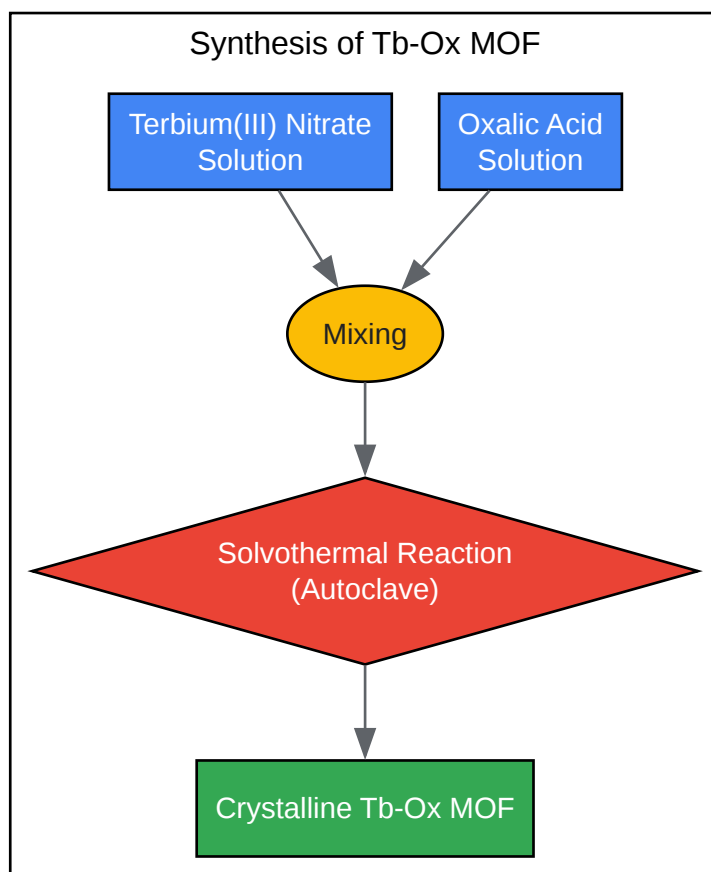 Synthesis of Tb-Ox MOF
Terbium(III) Nitrate
Solution
Oxalic Acid
Solution
Mixing
Solvothermal Reaction
(Autoclave)
Crystalline Tb-Ox MOF